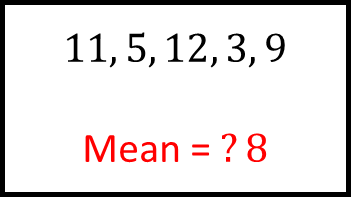 11, 5, 12, 3, 9
Mean = ? 8